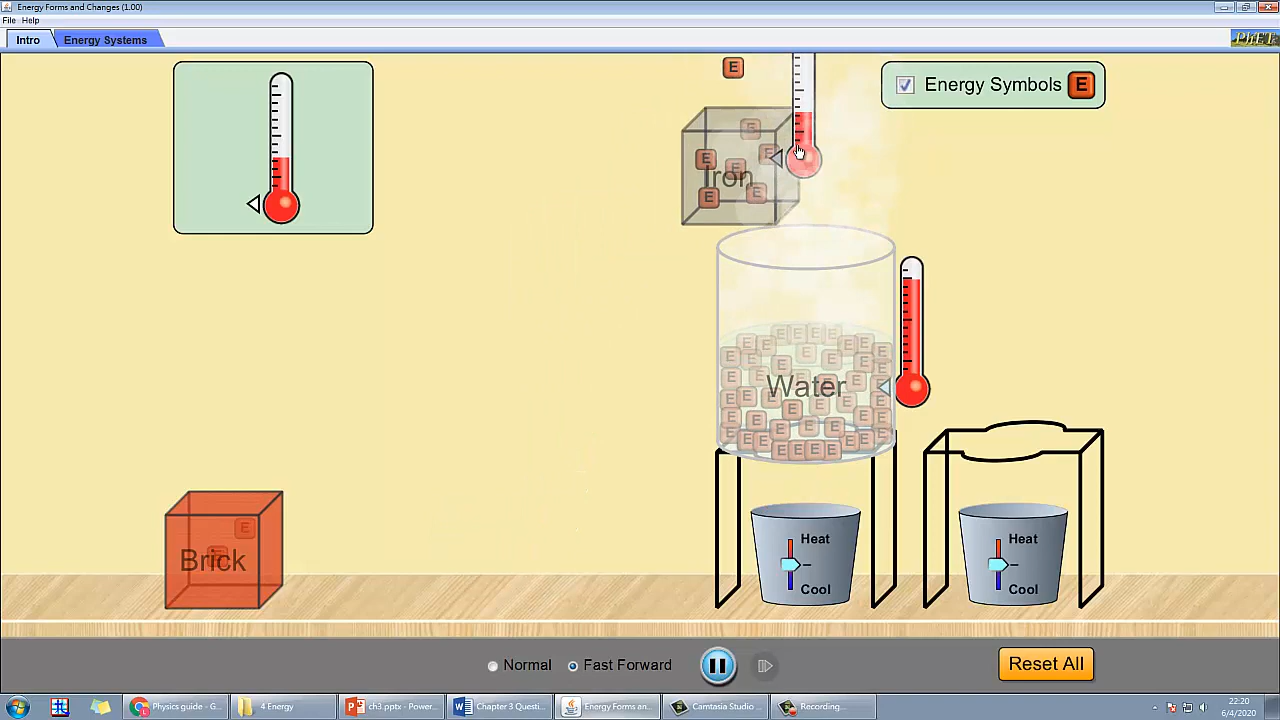 Energy Forms and Changes (1.00)
File Help
Intro Energy Systems
PhET
Energy Symbols E
E
E
E
E
E
E
Iron
E
E
Water
Brick
E
Heat
Cool
Heat
Cool
Normal Fast Forward
Reset All
Physics guide - G...
4 Energy
ch3.pptx - Power...
Chapter 3 Questi...
Energy Forms an...
Camtasia Studio ...
Recording...
22:20
6/4/2020